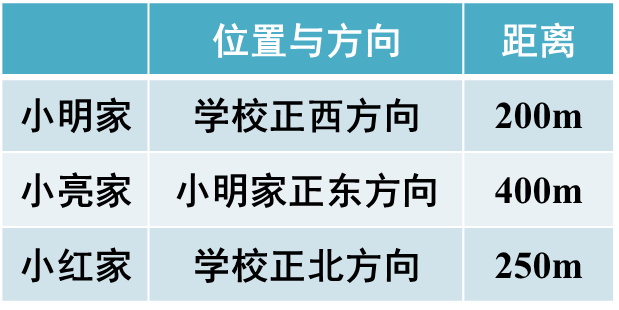 位置与方向 距离
小明家 学校正西方向 200m
小亮家 小明家正东方向 400m
小红家 学校正北方向 250m